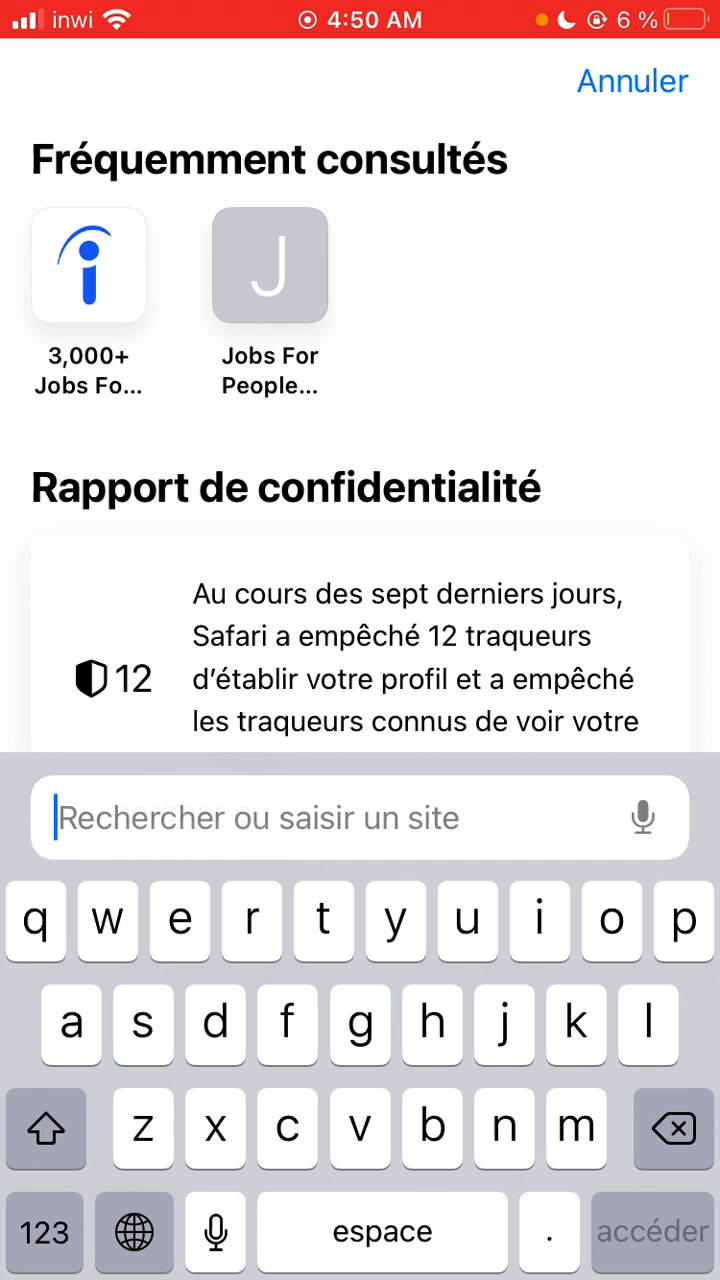 inwi 4:50 AM 6 %
Annuler
Fréquemment consultés
J
3,000+
Jobs Fo...
Jobs For
People...
Rapport de confidentialité
12
Au cours des sept derniers jours,
Safari a empêché 12 traqueurs
d’établir votre profil et a empêché
les traqueurs connus de voir votre
Rechercher ou saisir un site
q w e r t y u i o p
a s d f g h j k l
z x c v b n m
123 espace . accéder